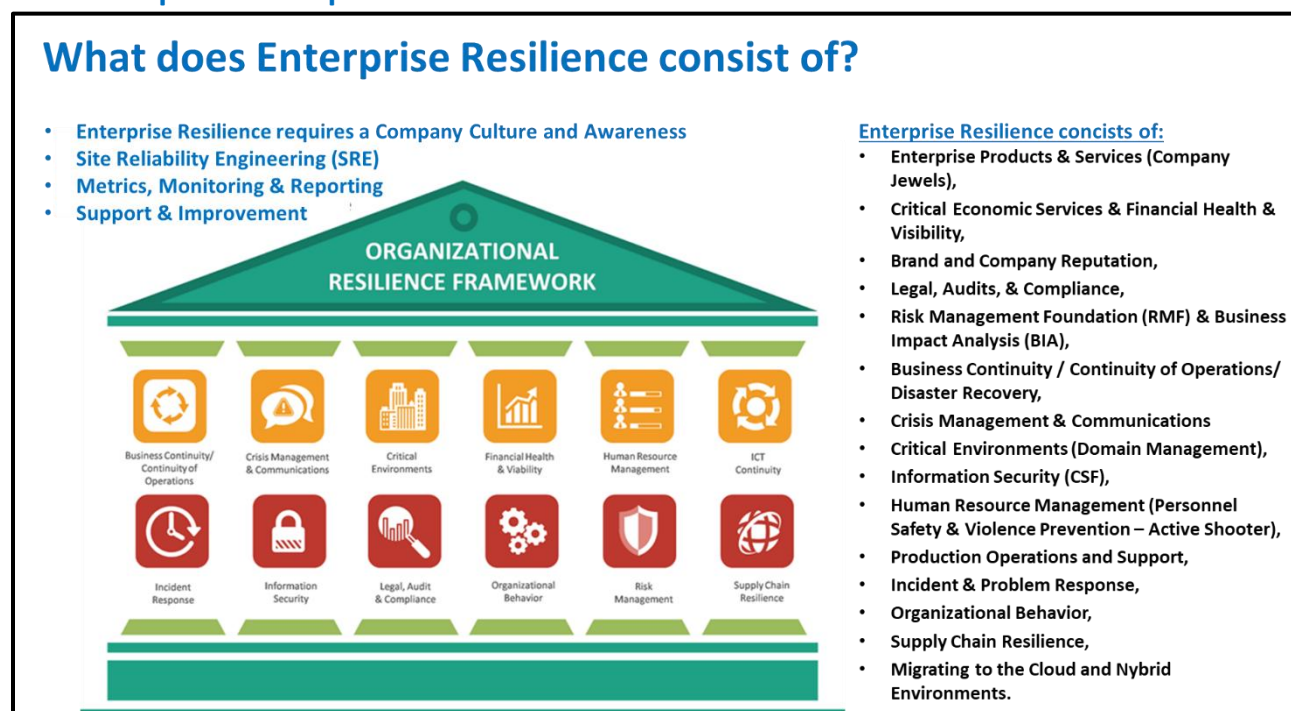 What does Enterprise Resilience consist of?
• Enterprise Resilience requires a Company Culture and Awareness
• Site Reliability Engineering (SRE)
• Metrics, Monitoring & Reporting
• Support & Improvement
ORGANIZATIONAL
RESILIENCE FRAMEWORK
Business Continuity/
Continuity of
Operations
Crisis Management
& Communications
Critical
Environments
Financial Health
& Viability
Human Resource
Management
ICT
Continuity
Incident
Response
Information
Security
Legal, Audit
& Compliance
Organizational
Behavior
Risk
Management
Supply Chain
Resilience
Enterprise Resilience concists of:
• Enterprise Products & Services (Company
Jewels),
• Critical Economic Services & Financial Health &
Visibility,
• Brand and Company Reputation,
• Legal, Audits, & Compliance,
• Risk Management Foundation (RMF) & Business
Impact Analysis (BIA),
• Business Continuity / Continuity of Operations/
Disaster Recovery,
• Crisis Management & Communications
• Critical Environments (Domain Management),
• Information Security (CSF),
• Human Resource Management (Personnel
Safety & Violence Prevention – Active Shooter),
• Production Operations and Support,
• Incident & Problem Response,
• Organizational Behavior,
• Supply Chain Resilience,
• Migrating to the Cloud and Nybrid
Environments.